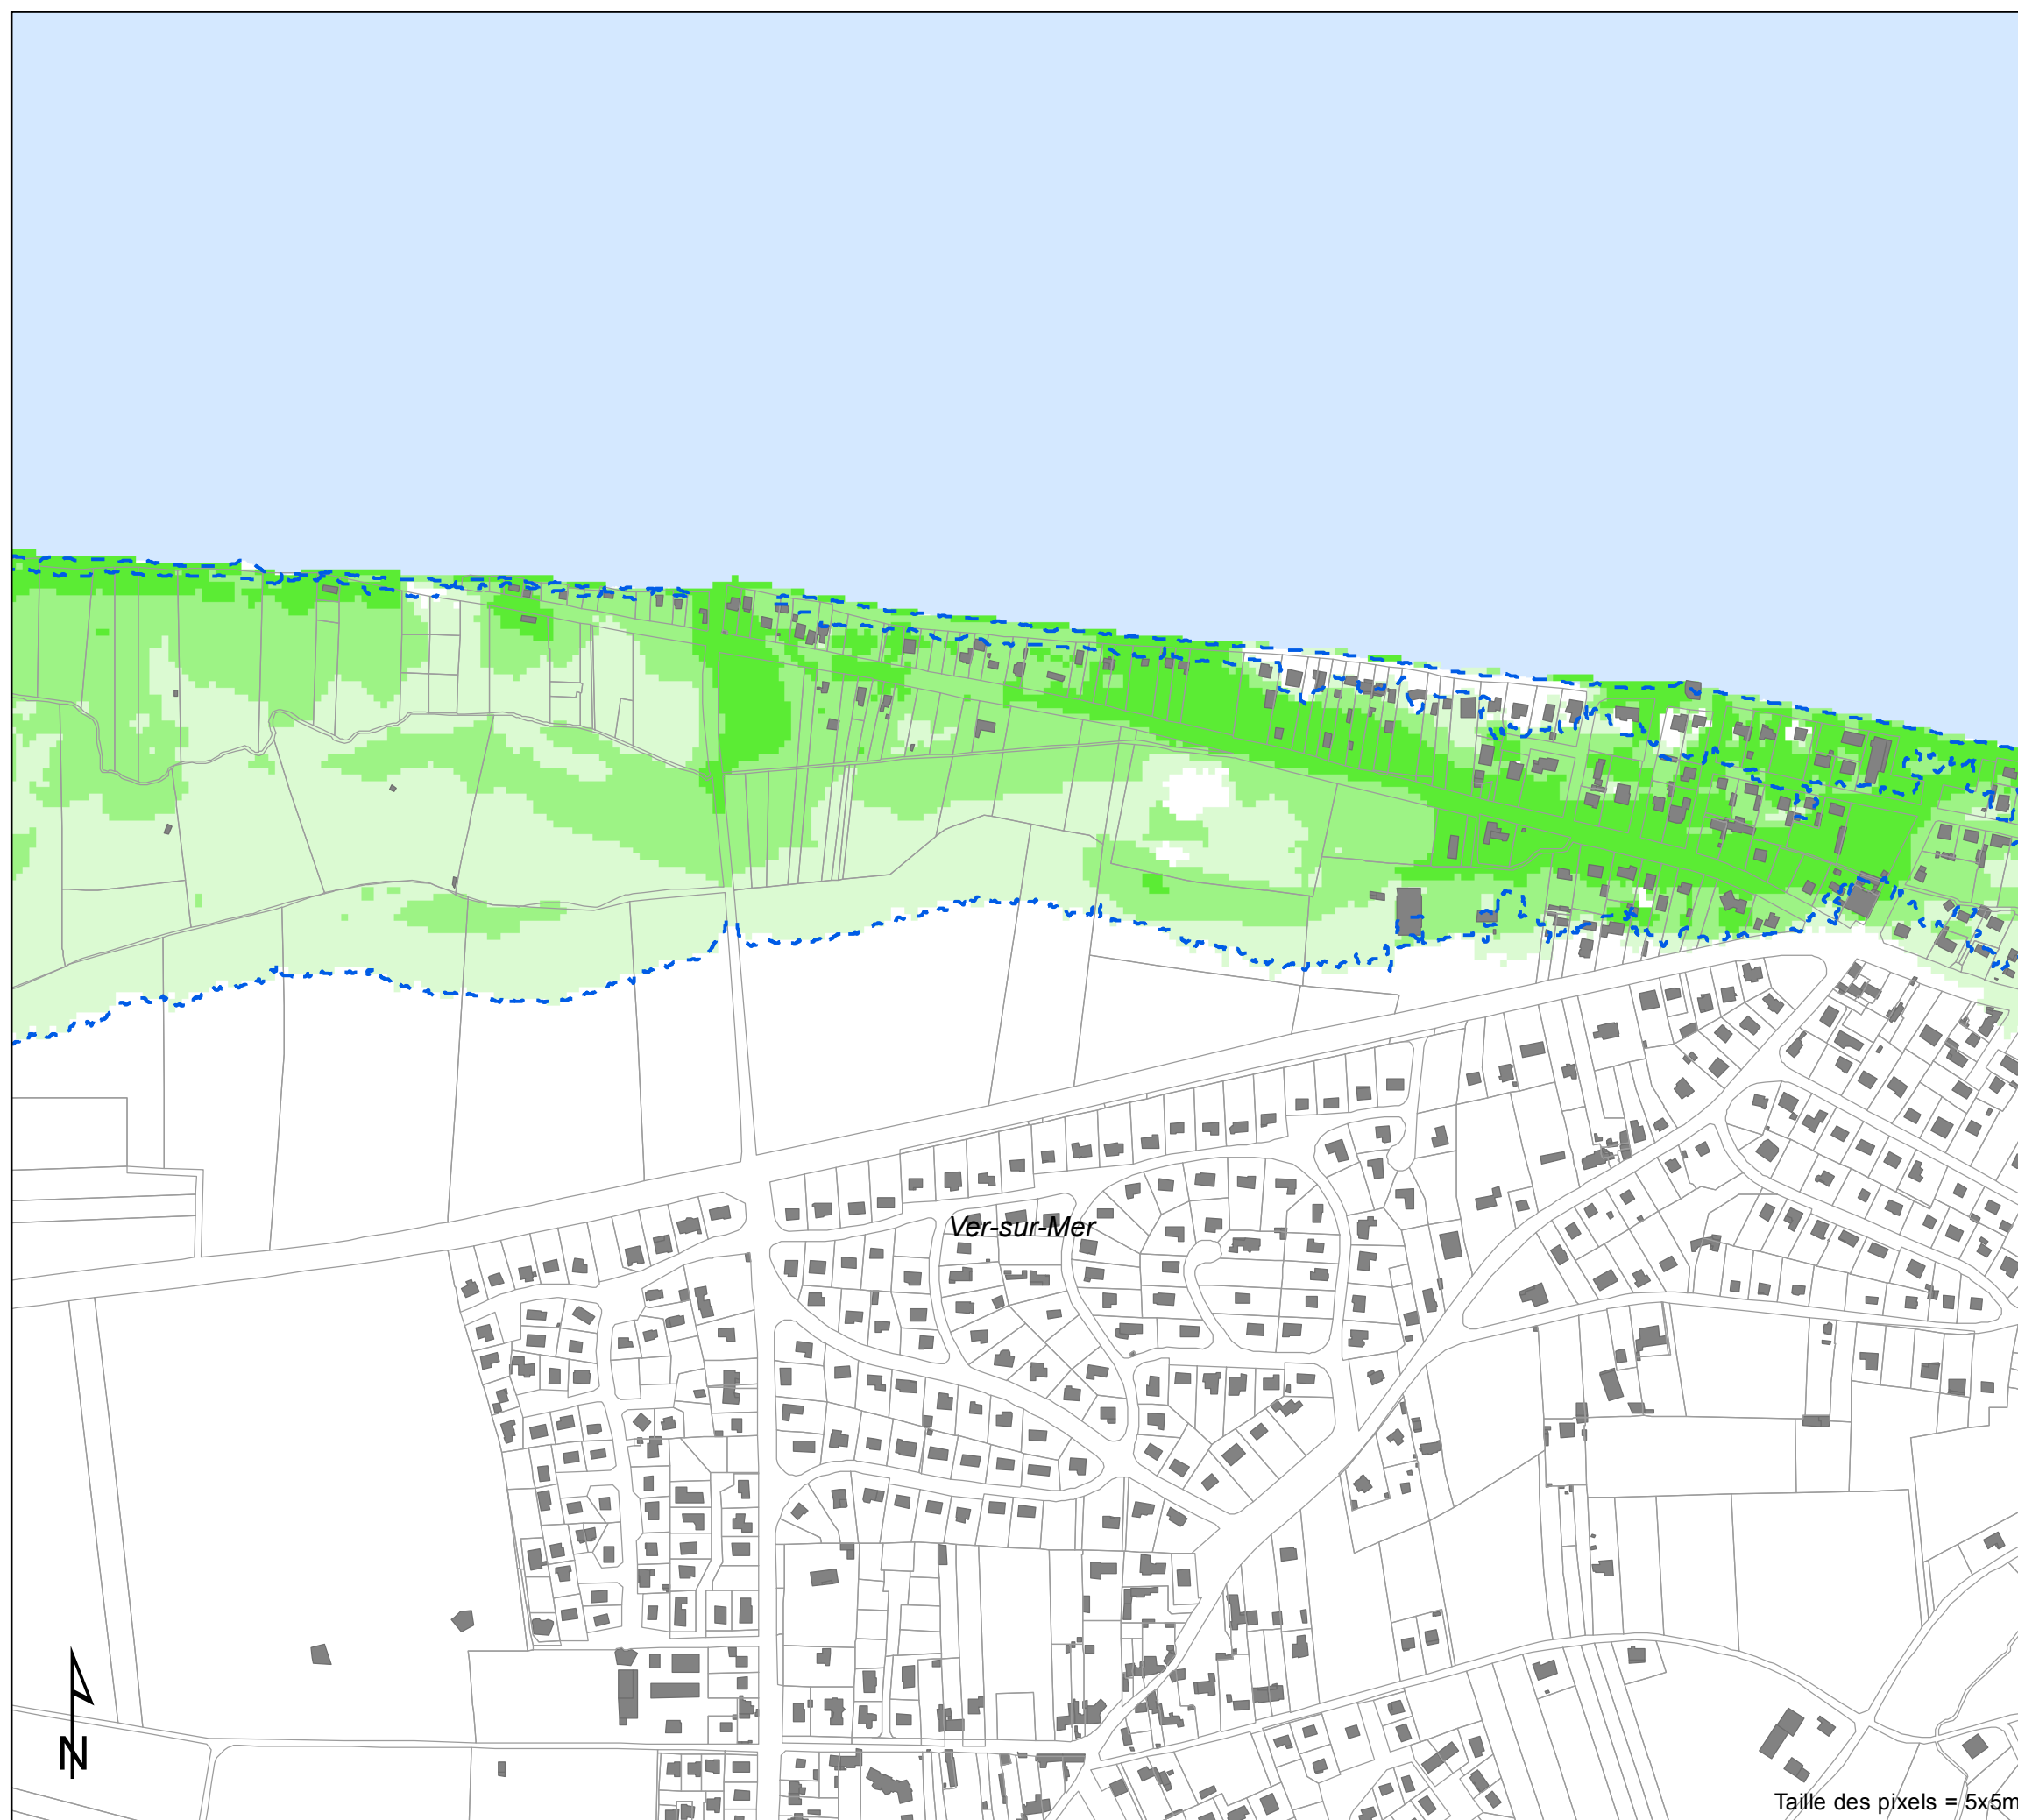 Ver-sur-Mer
N
Taille des pixels = 5x5m